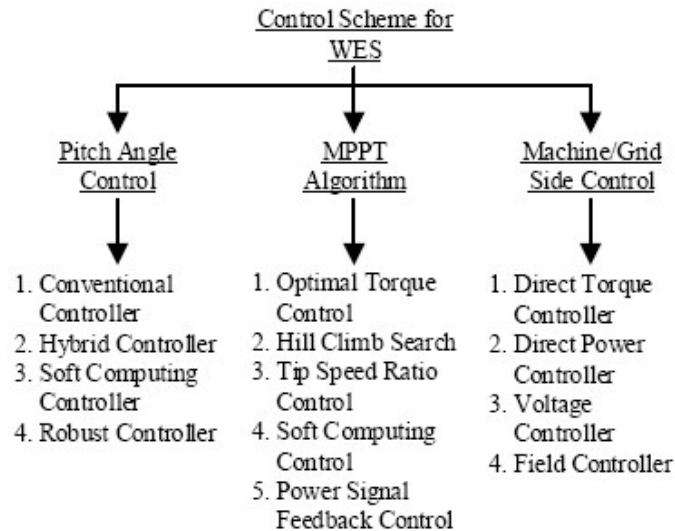 Control Scheme for
WES
Pitch Angle
Control
MPPT
Algorithm
Machine/Grid
Side Control
1. Conventional
Controller
2. Hybrid Controller
3. Soft Computing
Controller
4. Robust Controller
1. Optimal Torque
Control
2. Hill Climb Search
3. Tip Speed Ratio
Control
4. Soft Computing
Control
5. Power Signal
Feedback Control
1. Direct Torque
Controller
2. Direct Power
Controller
3. Voltage
Controller
4. Field Controller